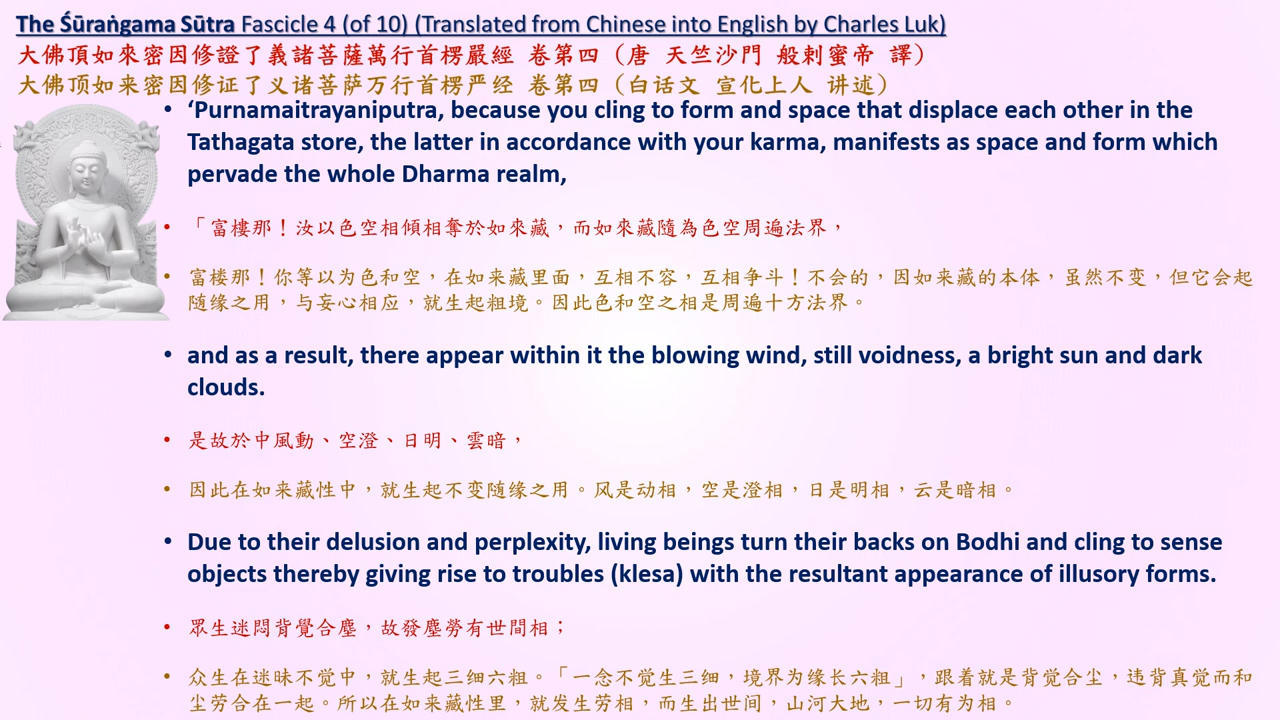 The Śūraṅgama Sūtra Fascicle 4 (of 10) (Translated from Chinese into English by Charles Luk)
大佛頂如來密因修證了義諸菩薩萬行首楞嚴經 卷第四（唐 天竺沙門 般剌蜜帝 譯）
大佛顶如来密因修证了义诸菩萨万行首楞严经 卷第四（白话文 宣化上人 讲述）
• ‘Purnamaitrayaniputra, because you cling to form and space that displace each other in the
Tathagata store, the latter in accordance with your karma, manifests as space and form which
pervade the whole Dharma realm,
• 「富樓那！汝以色空相傾相奪於如來藏，而如來藏隨為色空周遍法界，
• 富楼那！你等以为色和空，在如来藏里面，互相不容，互相争斗！不会的，因如来藏的本体，虽然不变，但它会起
随缘之用，与妄心相应，就生起粗境。因此色和空之相是周遍十方法界。
• and as a result, there appear within it the blowing wind, still voidness, a bright sun and dark
clouds.
• 是故於中風動、空澄、日明、雲暗，
• 因此在如来藏性中，就生起不变随缘之用。风是动相，空是澄相，日是明相，云是暗相。
• Due to their delusion and perplexity, living beings turn their backs on Bodhi and cling to sense
objects thereby giving rise to troubles (klesa) with the resultant appearance of illusory forms.
• 眾生迷悶背覺合塵，故發塵勞有世間相；
• 众生在迷昧不觉中，就生起三细六粗。「一念不觉生三细，境界为缘长六粗」，跟着就是背觉合尘，违背真觉而和
尘劳合在一起。所以在如来藏性里，就发生劳相，而生出世间，山河大地，一切有为相。